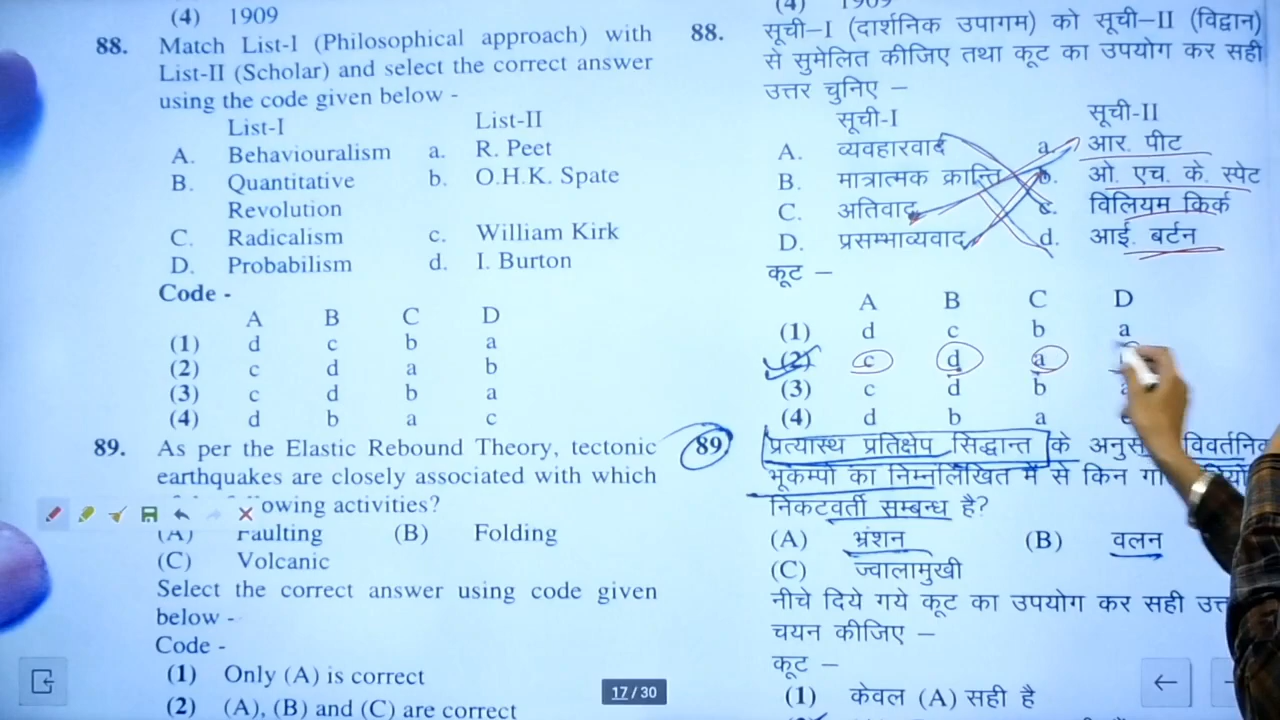 (4) 1909
88. Match List-I (Philosophical approach) with
List-II (Scholar) and select the correct answer
using the code given below -
List-I List-II
A. Behaviouralism a. R. Peet
B. Quantitative b. O.H.K. Spate
Revolution
C. Radicalism c. William Kirk
D. Probabilism d. I. Burton
Code -
A B C D
(1) d c b a
(2) c d a b
(3) c d b a
(4) d b a c
89. As per the Elastic Rebound Theory, tectonic
earthquakes are closely associated with which
owing activities?
(A) Faulting (B) Folding
(C) Volcanic
Select the correct answer using code given
below -
Code -
(1) Only (A) is correct
(2) (A), (B) and (C) are correct
(4) 1909
88. सूची-I (दार्शनिक उपागम) को सूची-II (विद्वान)
से सुमेलित कीजिए तथा कूट का उपयोग कर सही
उत्तर चुनिए –
सूची-I सूची-II
A. व्यवहारवाद a. आर. पीट
B. मात्रात्मक क्रान्ति b. ओ. एच. के. स्पेट
C. अतिवाद c. विलियम किर्क
D. प्रसम्भाव्यवाद d. आई. बर्टन
कूट –
A B C D
(1) d c b a
(2) c d a
(3) c d b
(4) d b a
89. प्रत्यास्थ प्रतिक्षेप सिद्धान्त के
भूकम्पों का निम्नलिखित में से किन
निकटवर्ती सम्बन्ध है?
(A) भ्रंशन (B) वलन
(C) ज्वालामुखी
नीचे दिये गये कूट का उपयोग कर सही
चयन कीजिए –
कूट –
(1) केवल (A) सही है
17/30